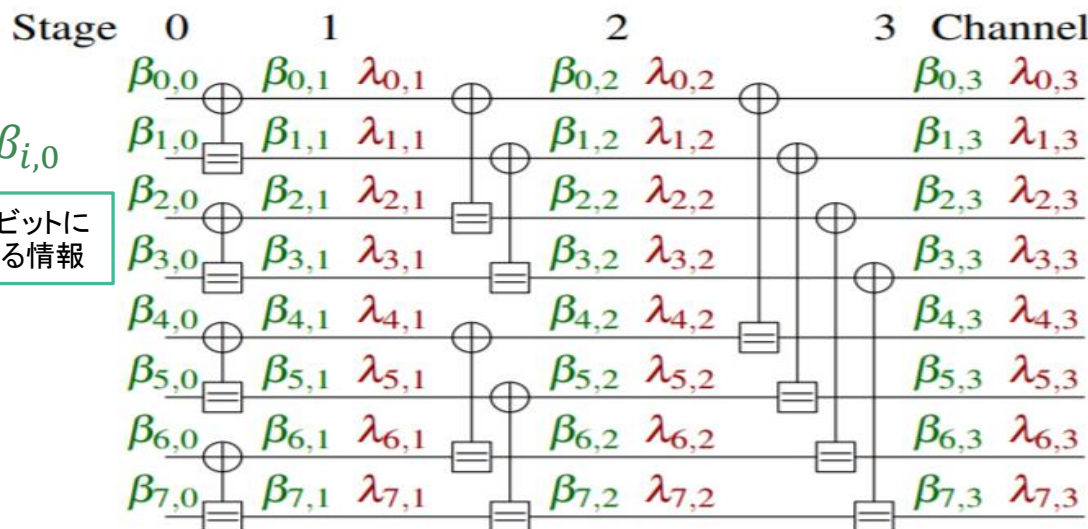 Stage 0 1 2 3 Channel
β0,0 β0,1 λ0,1 β0,2 λ0,2 β0,3 λ0,3
β1,0 β1,1 λ1,1 β1,2 λ1,2 β1,3 λ1,3
βi,0
β2,0 β2,1 λ2,1 β2,2 λ2,2 β2,3 λ2,3
ビットに
る情報
β3,0 β3,1 λ3,1 β3,2 λ3,2 β3,3 λ3,3
β4,0 β4,1 λ4,1 β4,2 λ4,2 β4,3 λ4,3
β5,0 β5,1 λ5,1 β5,2 λ5,2 β5,3 λ5,3
β6,0 β6,1 λ6,1 β6,2 λ6,2 β6,3 λ6,3
β7,0 β7,1 λ7,1 β7,2 λ7,2 β7,3 λ7,3